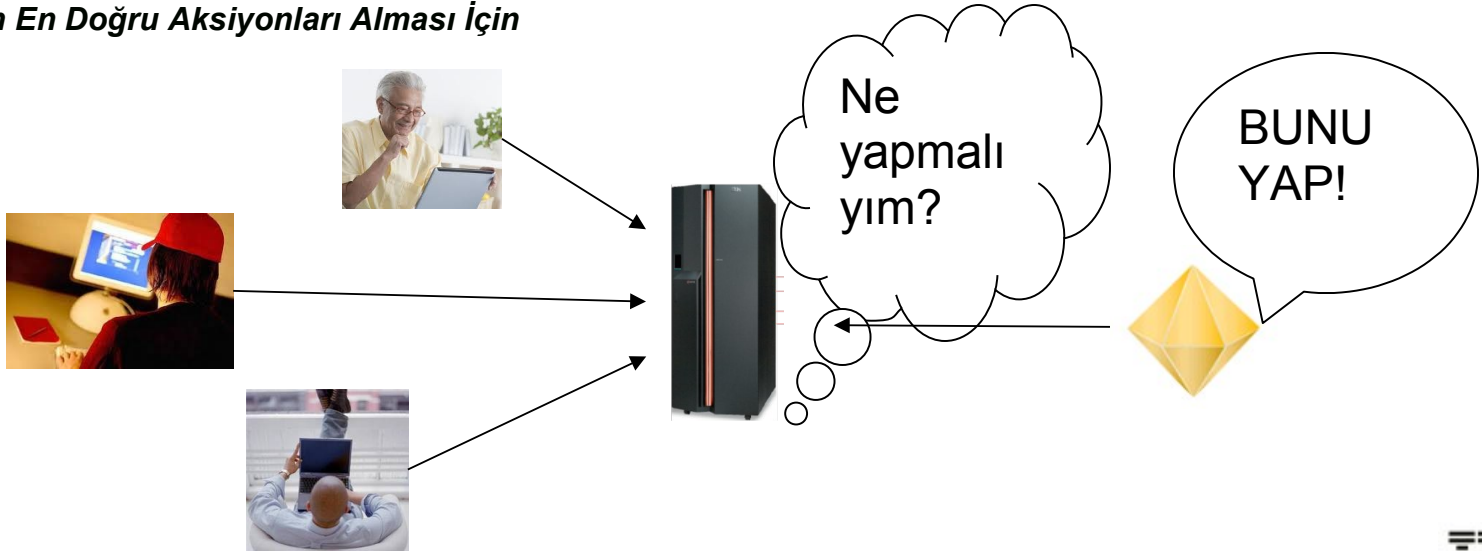 En Doğru Aksiyonları Alması İçin
Ne
yapmalı
yım?
BUNU
YAP!